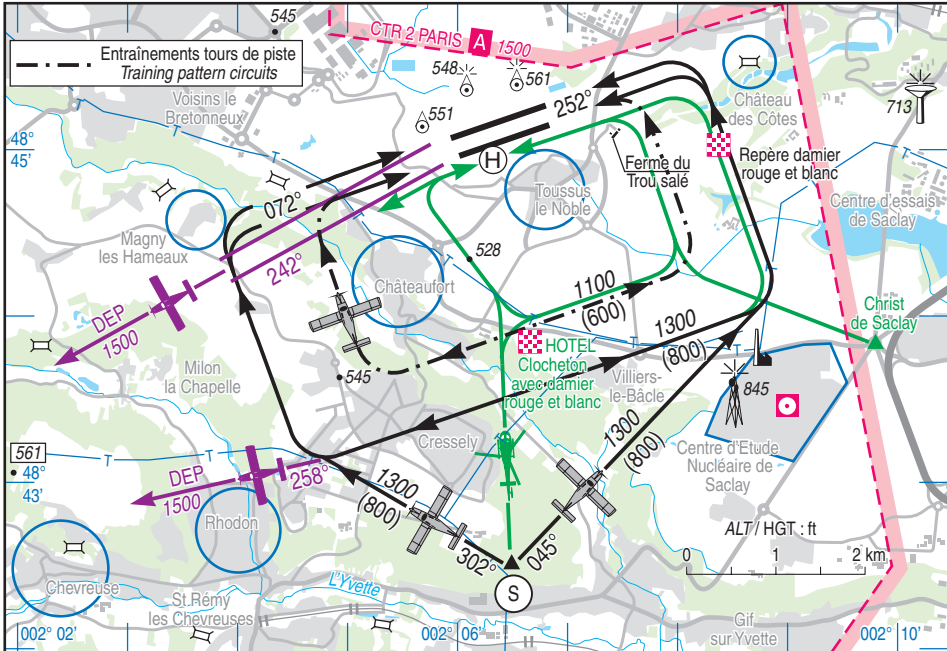 545
CTR 2 PARIS A 1500
Entraînements tours de piste
Training pattern circuits
548
561
551
713
Voisins le
Bretonneux
Château
des Côtes
48°
45'
252°
H
Ferme du
Trou salé
Repère damier
rouge et blanc
Toussus
le Noble
Centre d'essais
de Saclay
072°
Magny
les Hameaux
242°
528
Châteaufort
1100
(600)
1300
(800)
Christ
de Saclay
DEP
1500
HOTEL
Clocheton
avec damier
rouge et blanc
Milon
la Chapelle
545
Villiers-
le-Bâcle
845
561
48°
43'
Cressely
1300
(800)
Centre d'Etude
Nucléaire de
Saclay
DEP
1500
258°
1300
(800)
Rhodon
302°
045°
ALT / HGT : ft
0 1 2 km
Chevreuse
S
L'Yvette
St.Rémy
les Chevreuses
Gif
sur Yvette
002° 02'
002° 06'
002° 10'
T
T
T
T
T
T
T